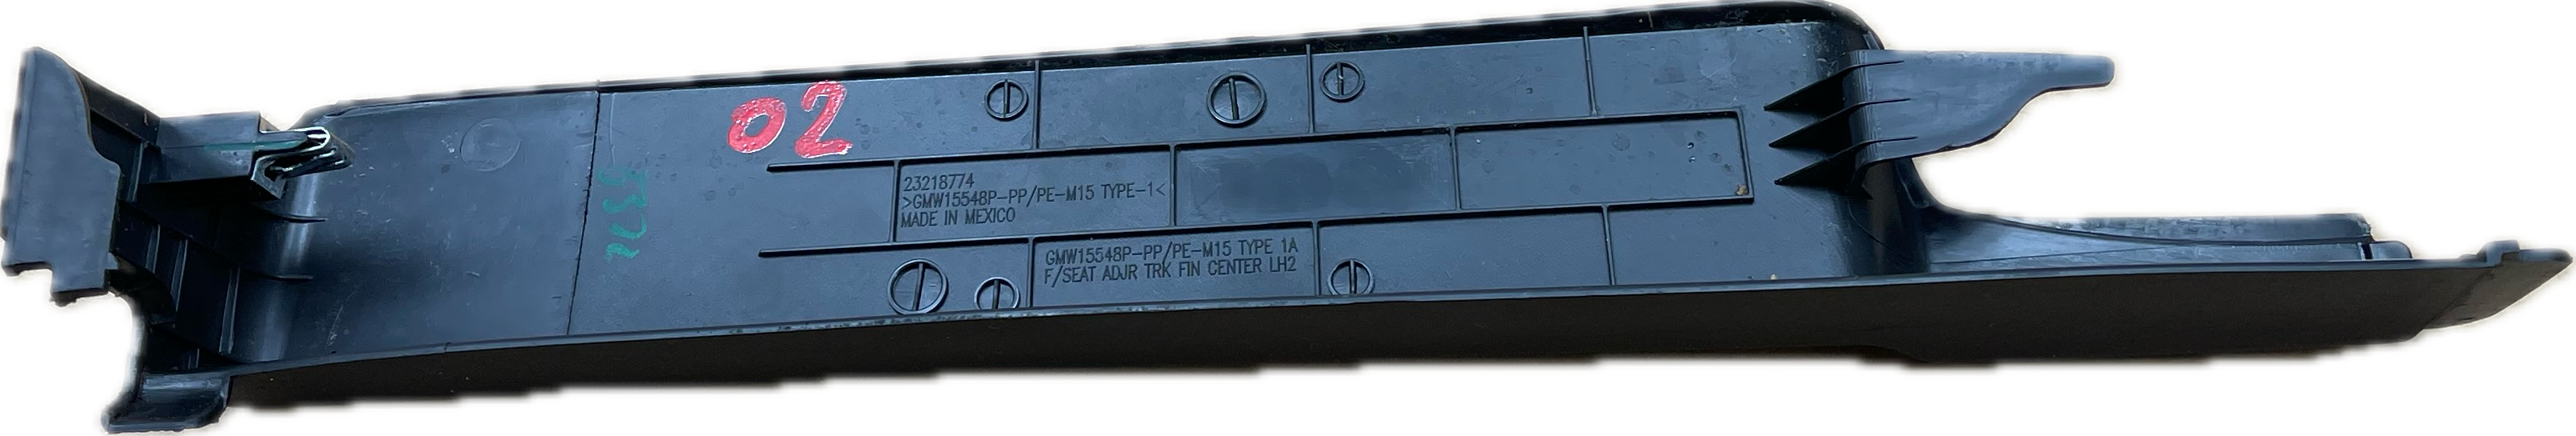 02
23218774
>GMW15548P-PP/PE-M15 TYPE-1<
MADE IN MEXICO
GMW15548P-PP/PE-M15 TYPE 1A
F/SEAT ADJR TRK FIN CENTER LH2